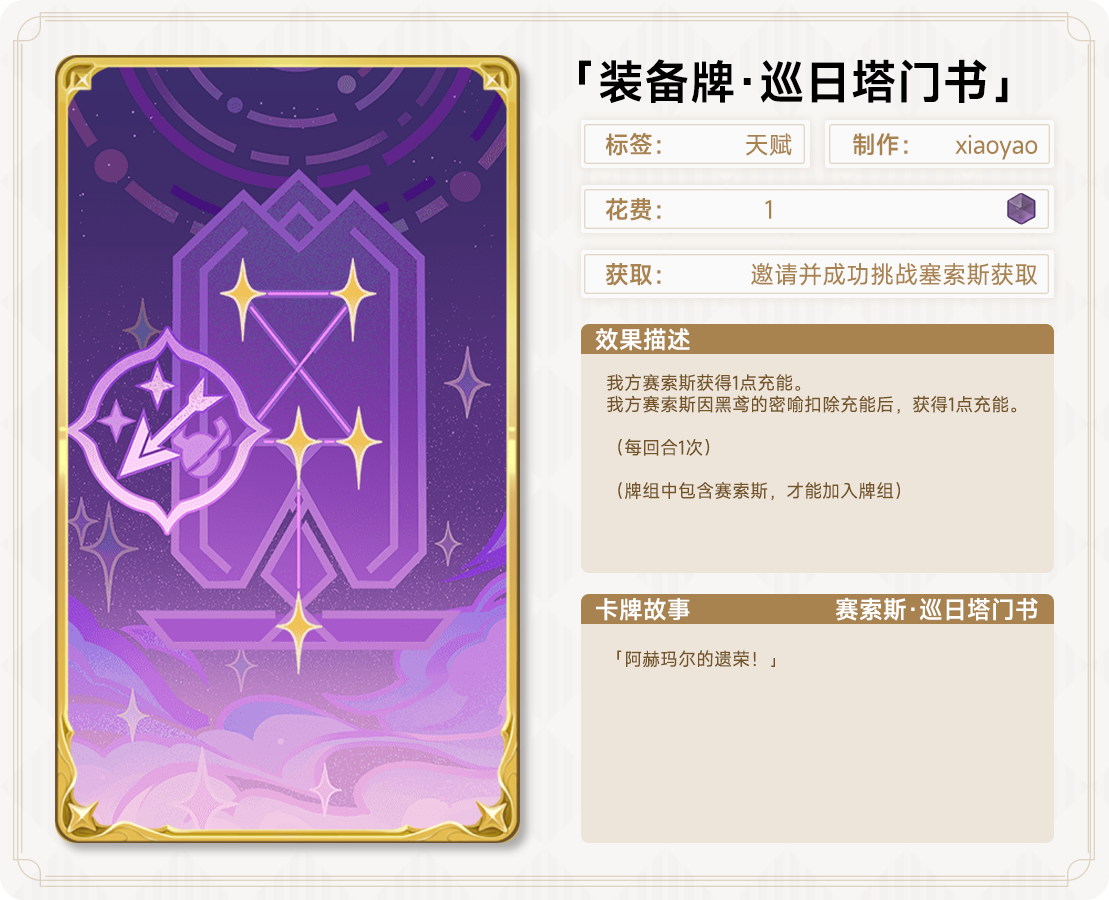 「装备牌·巡日塔门书」
标签： 天赋
制作： xiaoyao
花费： 1
获取： 邀请并成功挑战塞索斯获取
效果描述
我方赛索斯获得1点充能。
我方赛索斯因黑鸢的密喻扣除充能后，获得1点充能。
（每回合1次）
（牌组中包含赛索斯，才能加入牌组）
卡牌故事 赛索斯·巡日塔门书
「阿赫玛尔的遗荣！」